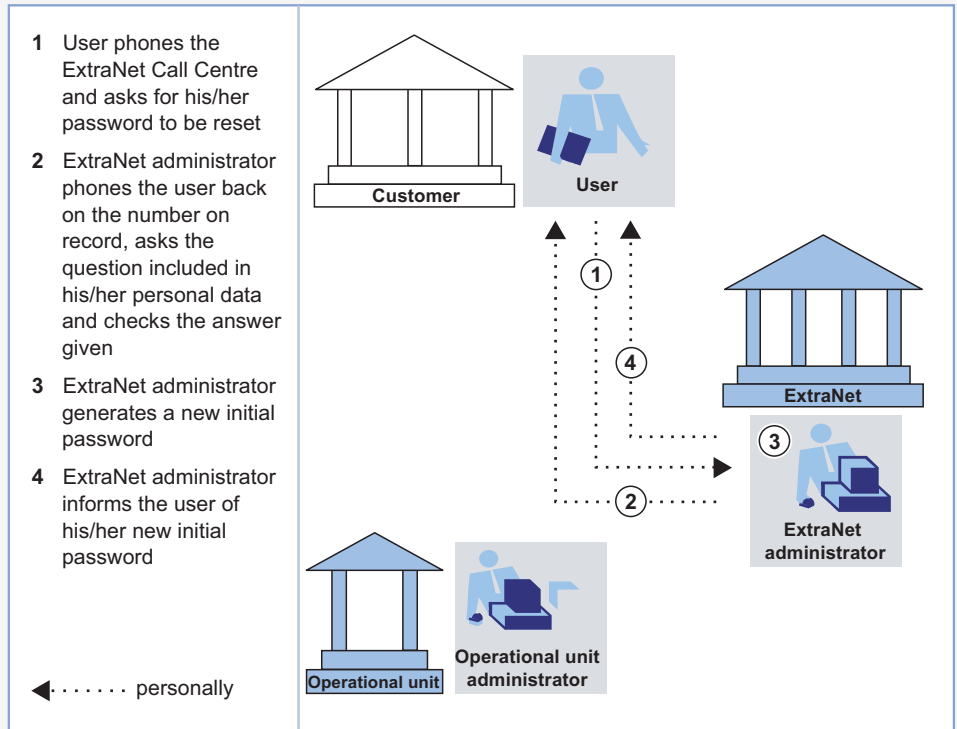 1 User phones the
ExtraNet Call Centre
and asks for his/her
password to be reset
2 ExtraNet administrator
phones the user back
on the number on
record, asks the
question included in
his/her personal data
and checks the answer
given
3 ExtraNet administrator
generates a new initial
password
4 ExtraNet administrator
informs the user of
his/her new initial
password
personally
Customer
User
1
4
ExtraNet
3
2
ExtraNet
administrator
Operational unit
Operational unit
administrator